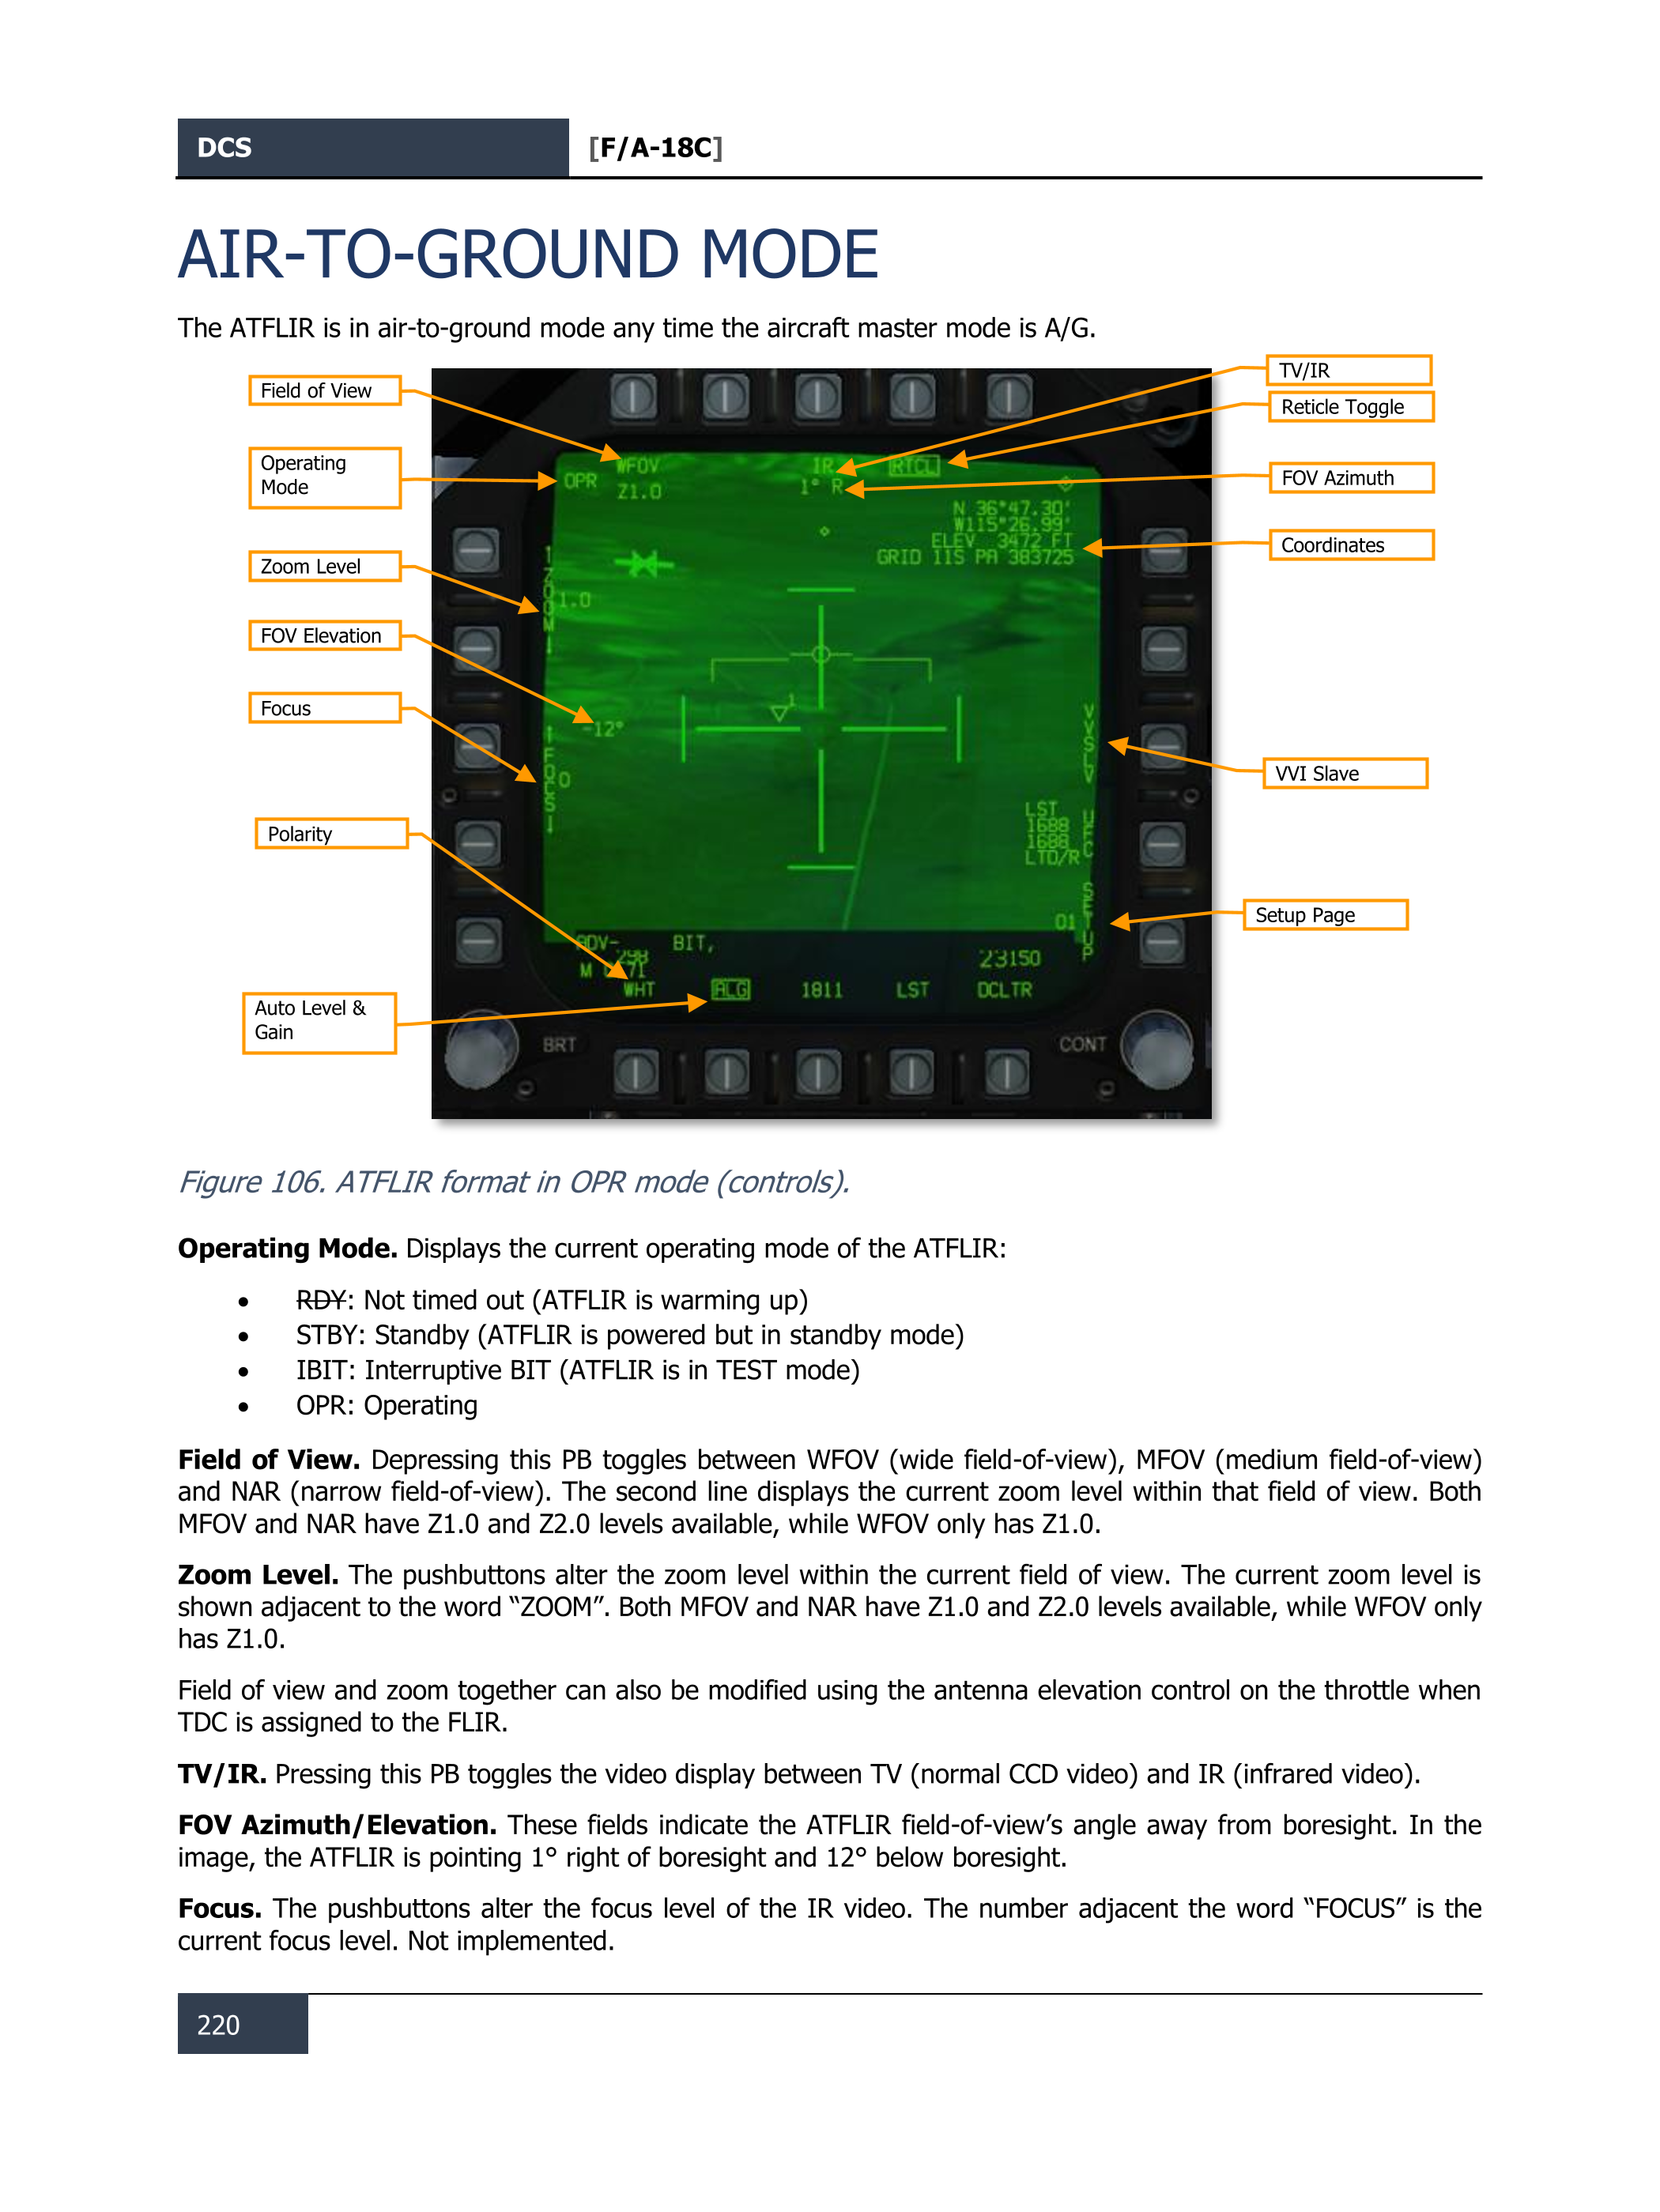 DCS [F/A-18C]
AIR-TO-GROUND MODE
The ATFLIR is in air-to-ground mode any time the aircraft master mode is A/G.
Field of View
Operating
Mode
Zoom Level
FOV Elevation
Focus
Polarity
Auto Level &
Gain
TV/IR
Reticle Toggle
FOV Azimuth
Coordinates
VVI Slave
Setup Page
WFOV IR RTCL
OPR Z1.0 1° R
N 36°47.30'
W115°26.99'
ELEV 3472 FT
GRID 11S PA 383725
ZOOM 1.0
-12°
1
FOCUS 0
VVSLV
LST
1688
1688
LTD/R
UFC
SETUP
01
ADV- BIT,
M
23150
WHT ALG 1811 LST DCLTR
BRT CONT
Figure 106. ATFLIR format in OPR mode (controls).
Operating Mode. Displays the current operating mode of the ATFLIR:
• RDY: Not timed out (ATFLIR is warming up)
• STBY: Standby (ATFLIR is powered but in standby mode)
• IBIT: Interruptive BIT (ATFLIR is in TEST mode)
• OPR: Operating
Field of View. Depressing this PB toggles between WFOV (wide field-of-view), MFOV (medium field-of-view)
and NAR (narrow field-of-view). The second line displays the current zoom level within that field of view. Both
MFOV and NAR have Z1.0 and Z2.0 levels available, while WFOV only has Z1.0.
Zoom Level. The pushbuttons alter the zoom level within the current field of view. The current zoom level is
shown adjacent to the word “ZOOM”. Both MFOV and NAR have Z1.0 and Z2.0 levels available, while WFOV only
has Z1.0.
Field of view and zoom together can also be modified using the antenna elevation control on the throttle when
TDC is assigned to the FLIR.
TV/IR. Pressing this PB toggles the video display between TV (normal CCD video) and IR (infrared video).
FOV Azimuth/Elevation. These fields indicate the ATFLIR field-of-view’s angle away from boresight. In the
image, the ATFLIR is pointing 1° right of boresight and 12° below boresight.
Focus. The pushbuttons alter the focus level of the IR video. The number adjacent the word “FOCUS” is the
current focus level. Not implemented.
220